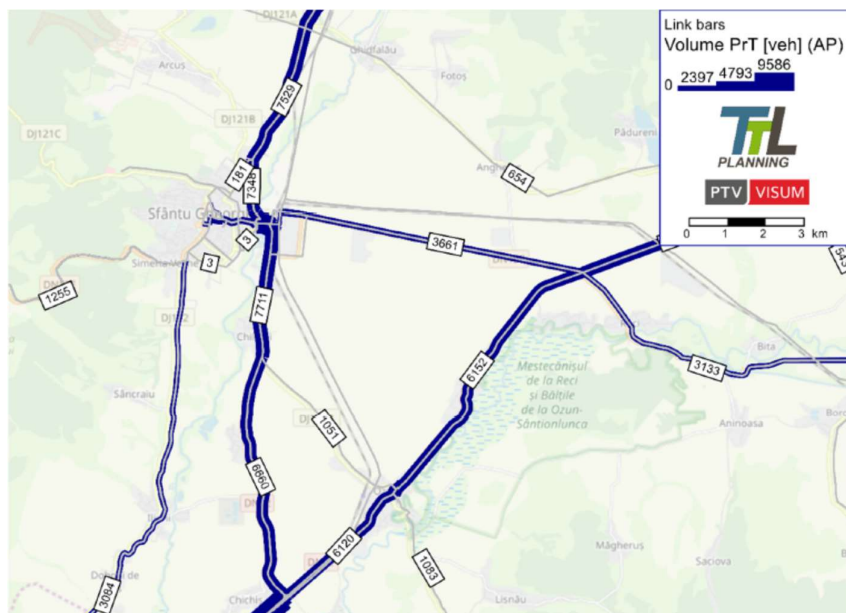 Link bars
Volume PrT [veh] (AP)
9586
4793
2397
0
TTL
PLANNING
PTV VISUM
0 1 2 3 km
DJ121A
Ghidfalău
Arcuș
Fotoș
7529
DJ121B
DJ121C
Pădureni
181
7348
654
Sfântu
3
3661
3
1255
7711
Bita
6152
3133
Mestecănișul
de la Reci
și Bălțile
de la Ozun-
Sântionlunca
Sâncraiu
1051
Aninoasa
6660
6120
1083
Măgheruș
Saciova
3084
Chichiș
Lisnău